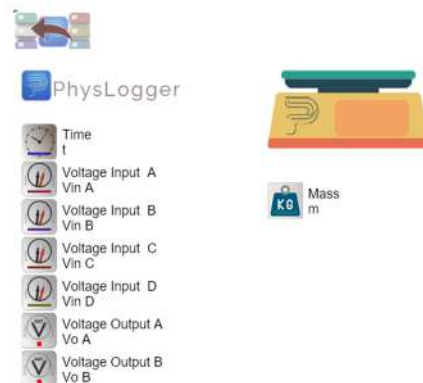 PhysLogger
Time
t
Voltage Input A
Vin A
Voltage Input B
Vin B
Voltage Input C
Vin C
Voltage Input D
Vin D
Voltage Output A
Vo A
Voltage Output B
Vo B
KG
Mass
m